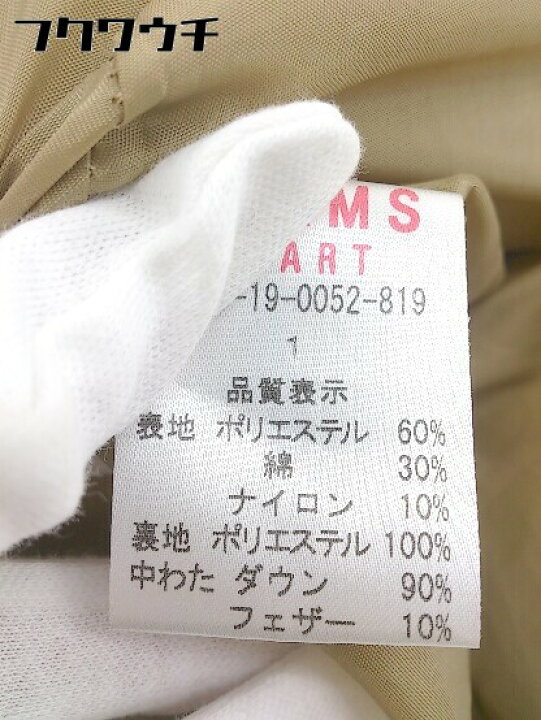 フクワウチ
MS
ART
-19-0052-819
1
品質表示
表地 ポリエステル 60%
綿 30%
ナイロン 10%
裏地 ポリエステル 100%
中わた ダウン 90%
フェザー 10%